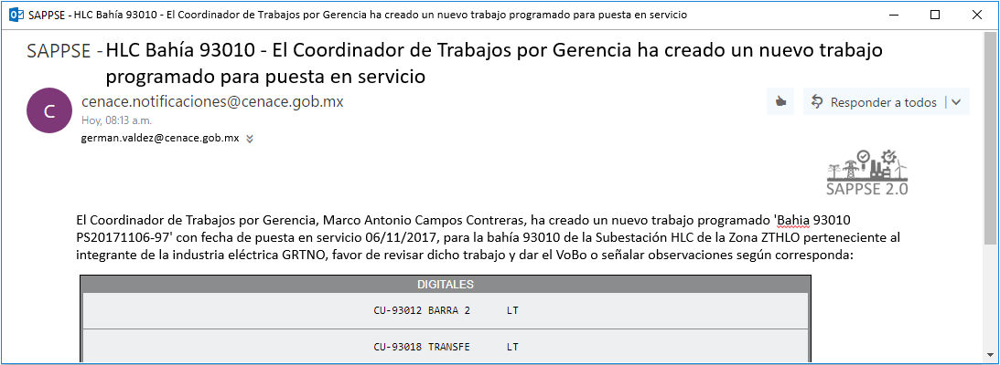 SAPPSE - HLC Bahía 93010 - El Coordinador de Trabajos por Gerencia ha creado un nuevo trabajo programado para puesta en servicio
SAPPSE - HLC Bahía 93010 - El Coordinador de Trabajos por Gerencia ha creado un nuevo trabajo
programado para puesta en servicio
C
cenace.notificaciones@cenace.gob.mx
Responder a todos
Hoy, 08:13 a.m.
german.valdez@cenace.gob.mx
SAPPSE 2.0
El Coordinador de Trabajos por Gerencia, Marco Antonio Campos Contreras, ha creado un nuevo trabajo programado 'Bahia 93010
PS20171106-97' con fecha de puesta en servicio 06/11/2017, para la bahía 93010 de la Subestación HLC de la Zona ZTHLO perteneciente al
integrante de la industria eléctrica GRTNO, favor de revisar dicho trabajo y dar el VoBo o señalar observaciones según corresponda:
DIGITALES
CU-93012 BARRA 2 LT
CU-93018 TRANSFE LT